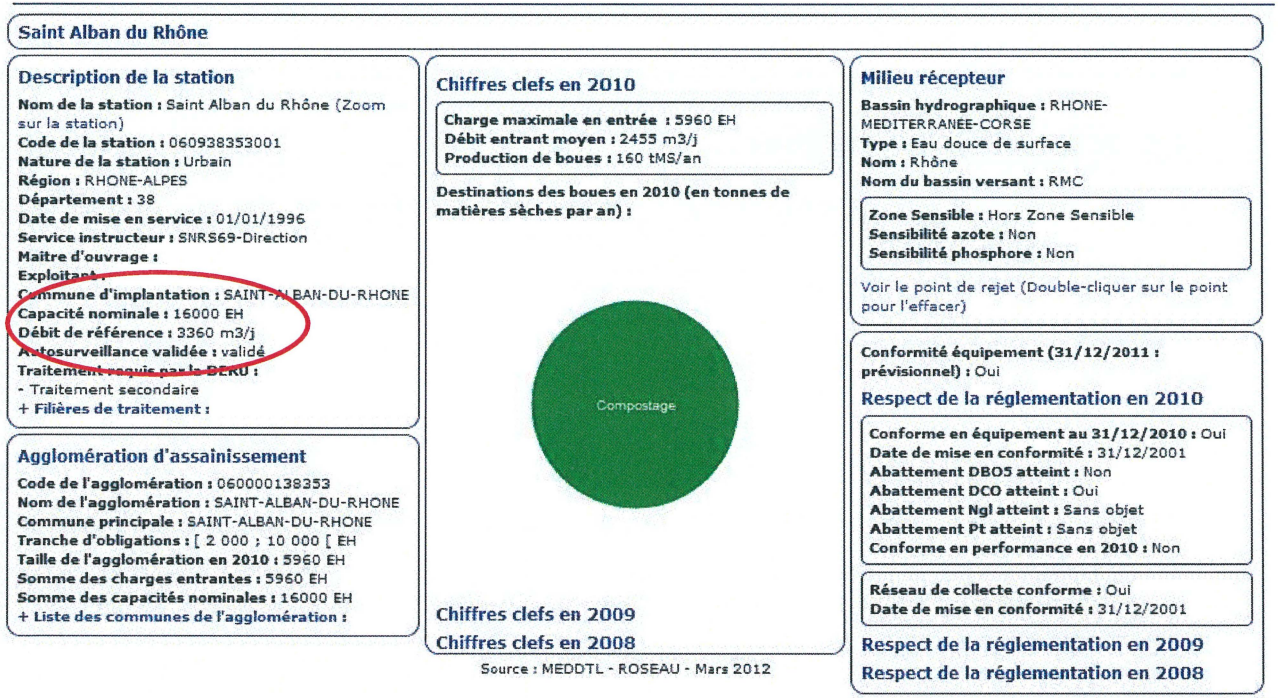 Saint Alban du Rhône
Description de la station
Nom de la station : Saint Alban du Rhône (Zoom
sur la station)
Code de la station : 060938353001
Nature de la station : Urbain
Région : RHONE-ALPES
Département : 38
Date de mise en service : 01/01/1996
Service instructeur : SNRS69-Direction
Maitre d'ouvrage :
Exploitant :
Commune d'implantation : SAINT-ALBAN-DU-RHONE
Capacité nominale : 16000 EH
Débit de référence : 3360 m3/j
Autosurveillance validée : validé
Traitement requis par la DERU :
- Traitement secondaire
+ Filières de traitement :
Agglomération d'assainissement
Code de l'agglomération : 060000138353
Nom de l'agglomération : SAINT-ALBAN-DU-RHONE
Commune principale : SAINT-ALBAN-DU-RHONE
Tranche d'obligations : [ 2 000 ; 10 000 [ EH
Taille de l'agglomération en 2010 : 5960 EH
Somme des charges entrantes : 5960 EH
Somme des capacités nominales : 16000 EH
+ Liste des communes de l'agglomération :
Chiffres clefs en 2010
Charge maximale en entrée : 5960 EH
Débit entrant moyen : 2455 m3/j
Production de boues : 160 tMS/an
Destinations des boues en 2010 (en tonnes de
matières sèches par an) :
Compostage
Chiffres clefs en 2009
Chiffres clefs en 2008
Source : MEDDTL - ROSEAU - Mars 2012
Milieu récepteur
Bassin hydrographique : RHONE-
MEDITERRANEE-CORSE
Type : Eau douce de surface
Nom : Rhône
Nom du bassin versant : RMC
Zone Sensible : Hors Zone Sensible
Sensibilité azote : Non
Sensibilité phosphore : Non
Voir le point de rejet (Double-cliquer sur le point
pour l'effacer)
Conformité équipement (31/12/2011 :
prévisionnel) : Oui
Respect de la réglementation en 2010
Conforme en équipement au 31/12/2010 : Oui
Date de mise en conformité : 31/12/2001
Abattement DBO5 atteint : Non
Abattement DCO atteint : Oui
Abattement Ngl atteint : Sans objet
Abattement Pt atteint : Sans objet
Conforme en performance en 2010 : Non
Réseau de collecte conforme : Oui
Date de mise en conformité : 31/12/2001
Respect de la réglementation en 2009
Respect de la réglementation en 2008